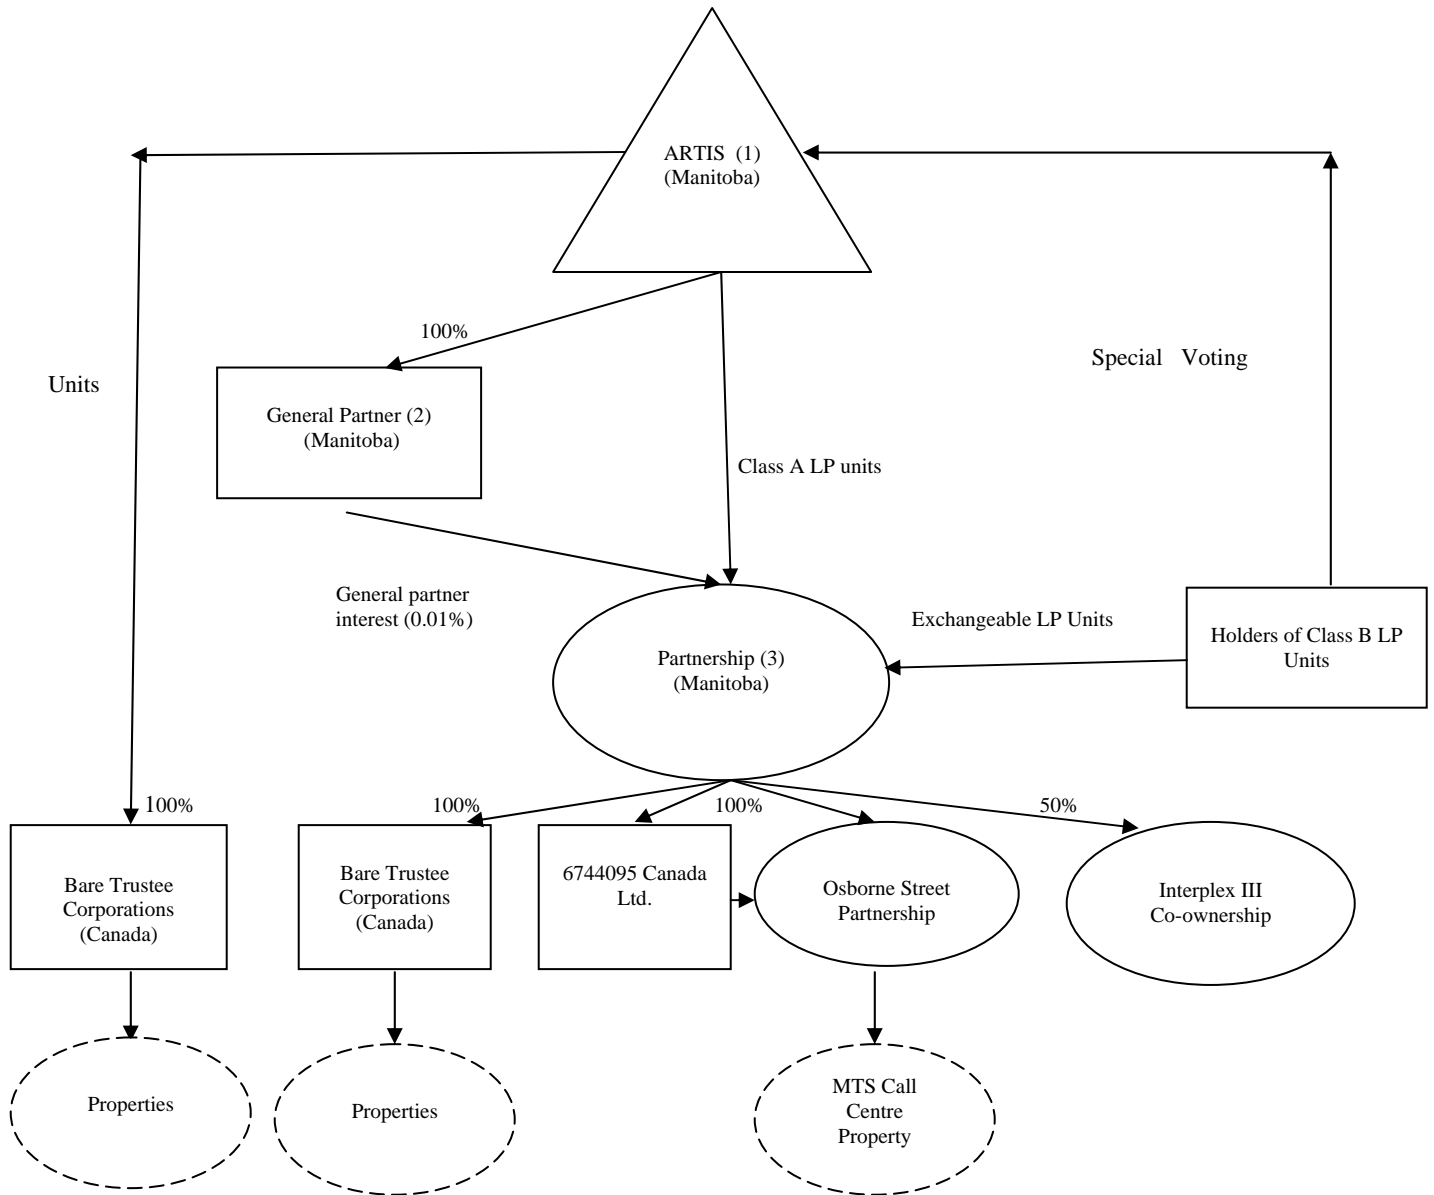 ARTIS (1)
(Manitoba)
100%
Special Voting
Units
General Partner (2)
(Manitoba)
Class A LP units
General partner
interest (0.01%)
Exchangeable LP Units
Holders of Class B LP
Units
Partnership (3)
(Manitoba)
100%
100%
100%
50%
Bare Trustee
Corporations
(Canada)
Bare Trustee
Corporations
(Canada)
6744095 Canada
Ltd.
Osborne Street
Partnership
Interplex III
Co-ownership
Properties
Properties
MTS Call
Centre
Property